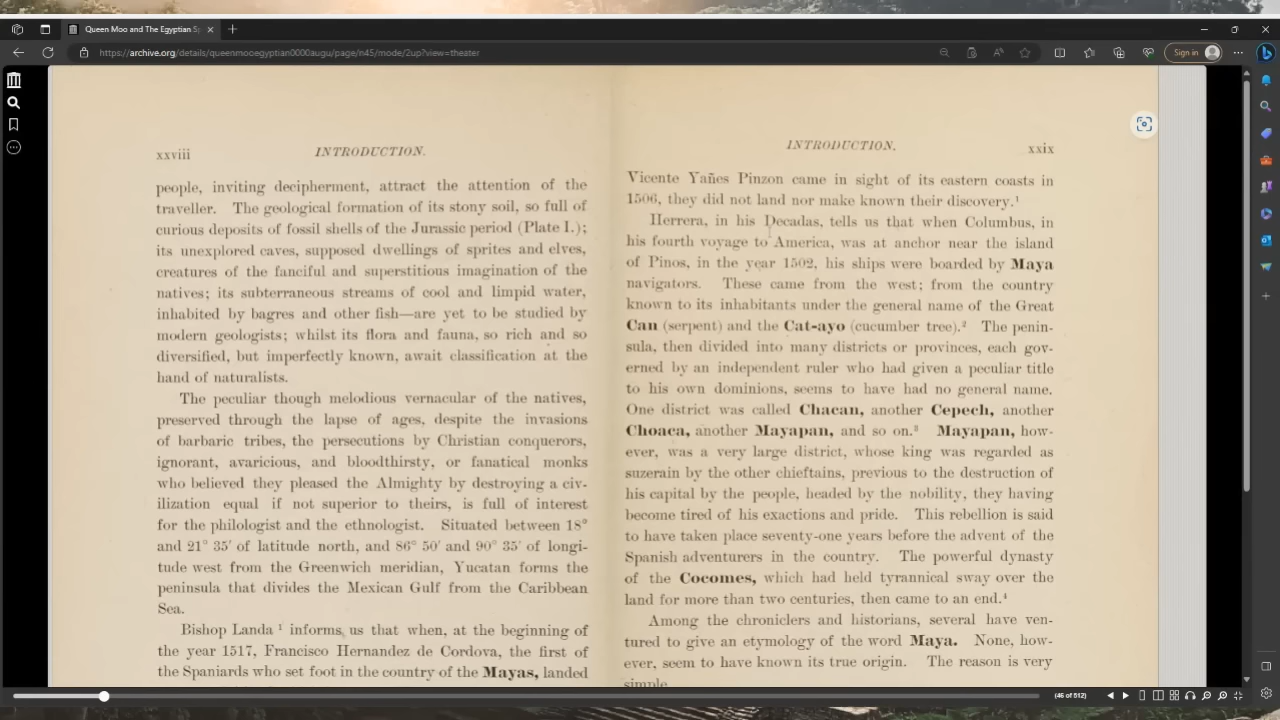 Queen Moo and The Egyptian S
https://archive.org/details/queenmooegyptian0000augu/page/n45/mode/2up?view=theater
Sign in
xxviii
INTRODUCTION.
people, inviting decipherment, attract the attention of the
traveller. The geological formation of its stony soil, so full of
curious deposits of fossil shells of the Jurassic period (Plate I.);
its unexplored caves, supposed dwellings of sprites and elves,
creatures of the fanciful and superstitious imagination of the
natives; its subterraneous streams of cool and limpid water,
inhabited by bagres and other fish—are yet to be studied by
modern geologists; whilst its flora and fauna, so rich and so
diversified, but imperfectly known, await classification at the
hand of naturalists.
The peculiar though melodious vernacular of the natives,
preserved through the lapse of ages, despite the invasions
of barbaric tribes, the persecutions by Christian conquerors,
ignorant, avaricious, and bloodthirsty, or fanatical monks
who believed they pleased the Almighty by destroying a civ-
ilization equal if not superior to theirs, is full of interest
for the philologist and the ethnologist. Situated between 18°
and 21° 35′ of latitude north, and 86° 50′ and 90° 35′ of longi-
tude west from the Greenwich meridian, Yucatan forms the
peninsula that divides the Mexican Gulf from the Caribbean
Sea.
Bishop Landa ¹ informs us that when, at the beginning of
the year 1517, Francisco Hernandez de Cordova, the first of
the Spaniards who set foot in the country of the Mayas, landed
INTRODUCTION.
xxix
Vicente Yañes Pinzon came in sight of its eastern coasts in
1506, they did not land nor make known their discovery.¹
Herrera, in his Decadas, tells us that when Columbus, in
his fourth voyage to America, was at anchor near the island
of Pinos, in the year 1502, his ships were boarded by Maya
navigators. These came from the west; from the country
known to its inhabitants under the general name of the Great
Can (serpent) and the Cat-ayo (cucumber tree).² The penin-
sula, then divided into many districts or provinces, each gov-
erned by an independent ruler who had given a peculiar title
to his own dominions, seems to have had no general name.
One district was called Chacan, another Cepech, another
Choaca, another Mayapan, and so on.³ Mayapan, how-
ever, was a very large district, whose king was regarded as
suzerain by the other chieftains, previous to the destruction of
his capital by the people, headed by the nobility, they having
become tired of his exactions and pride. This rebellion is said
to have taken place seventy-one years before the advent of the
Spanish adventurers in the country. The powerful dynasty
of the Cocomes, which had held tyrannical sway over the
land for more than two centuries, then came to an end.⁴
Among the chroniclers and historians, several have ven-
tured to give an etymology of the word Maya. None, how-
ever, seem to have known its true origin. The reason is very
simple
(46 of 512)